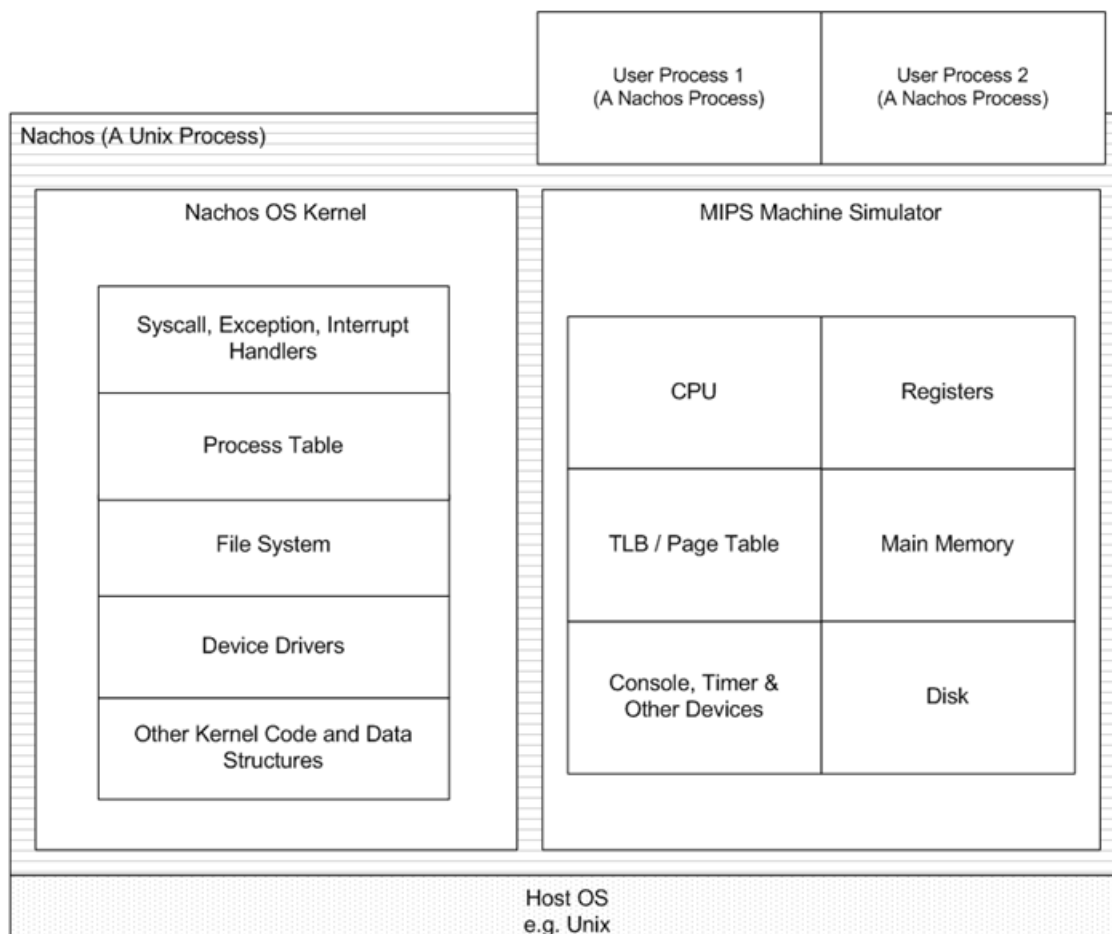 User Process 1
(A Nachos Process)
User Process 2
(A Nachos Process)
Nachos (A Unix Process)
Nachos OS Kernel
Syscall, Exception, Interrupt
Handlers
Process Table
File System
Device Drivers
Other Kernel Code and Data
Structures
MIPS Machine Simulator
CPU
Registers
TLB / Page Table
Main Memory
Console, Timer &
Other Devices
Disk
Host OS
e.g. Unix